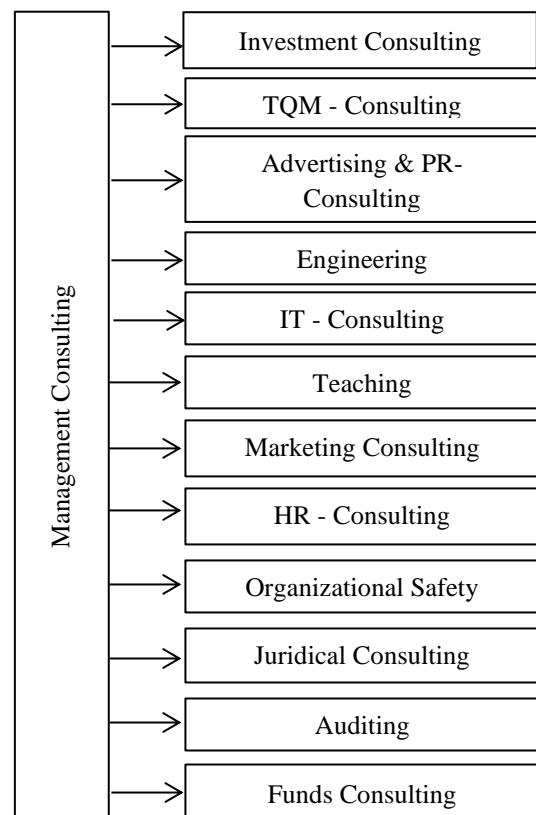 Management Consulting
Investment Consulting
TQM - Consulting
Advertising & PR-
Consulting
Engineering
IT - Consulting
Teaching
Marketing Consulting
HR - Consulting
Organizational Safety
Juridical Consulting
Auditing
Funds Consulting